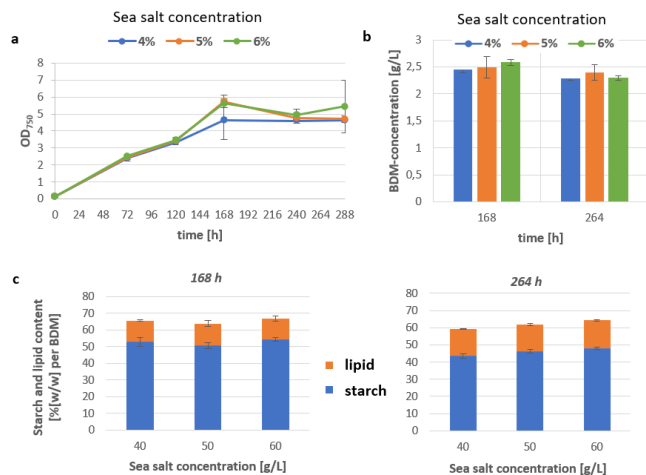 Sea salt concentration
a
4% 5% 6%
8
7
6
5
4
3
2
1
0
OD750
0 24 48 72 96 120 144 168 192 216 240 264 288
time [h]
Sea salt concentration
b
4% 5% 6%
3
2,5
2
1,5
1
0,5
0
BDM-concentration [g/L]
168 264
time [h]
c
168 h
80
70
60
50
40
30
20
10
0
Starch and lipid content
[%[w/w] per BDM]
40 50 60
Sea salt concentration [g/L]
lipid
starch
264 h
80
70
60
50
40
30
20
10
0
40 50 60
Sea salt concentration [g/L]